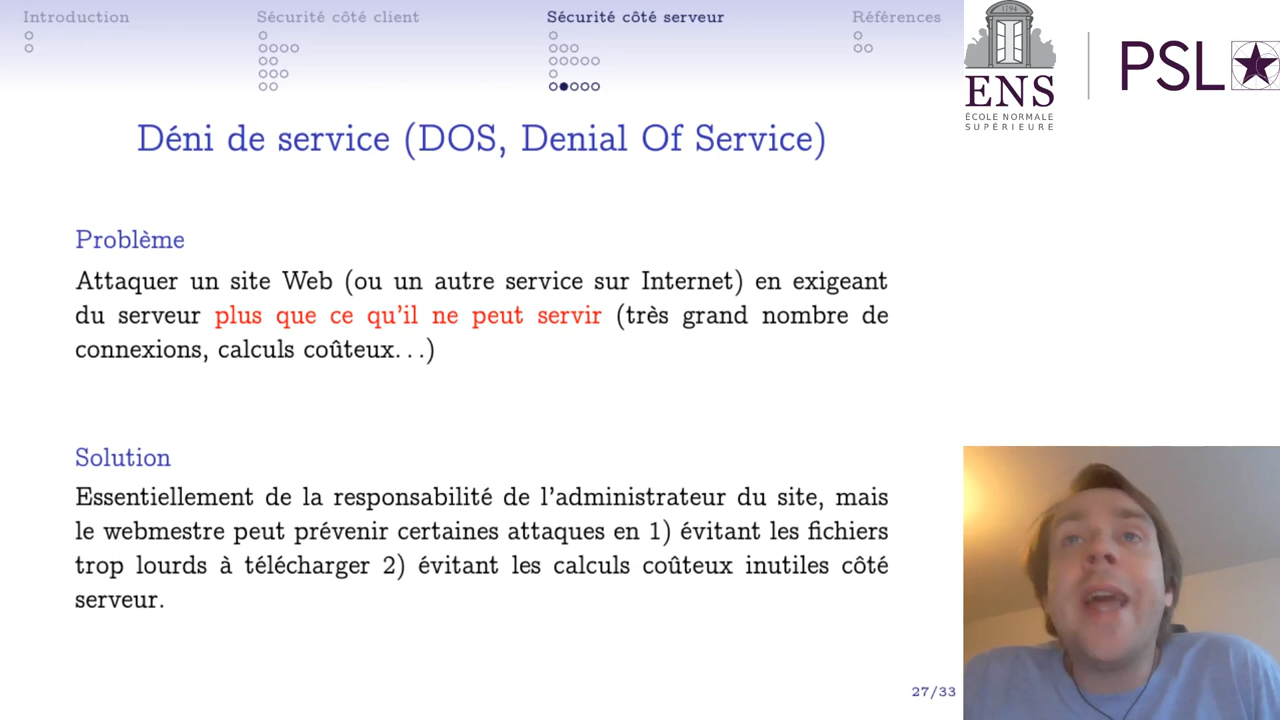 Introduction
Sécurité côté client
Sécurité côté serveur
Références
1794
ENS
ÉCOLE NORMALE
SUPÉRIEURE
PSL
Déni de service (DOS, Denial Of Service)
Problème
Attaquer un site Web (ou un autre service sur Internet) en exigeant
du serveur plus que ce qu'il ne peut servir (très grand nombre de
connexions, calculs coûteux...)
Solution
Essentiellement de la responsabilité de l'administrateur du site, mais
le webmestre peut prévenir certaines attaques en 1) évitant les fichiers
trop lourds à télécharger 2) évitant les calculs coûteux inutiles côté
serveur.
27/33